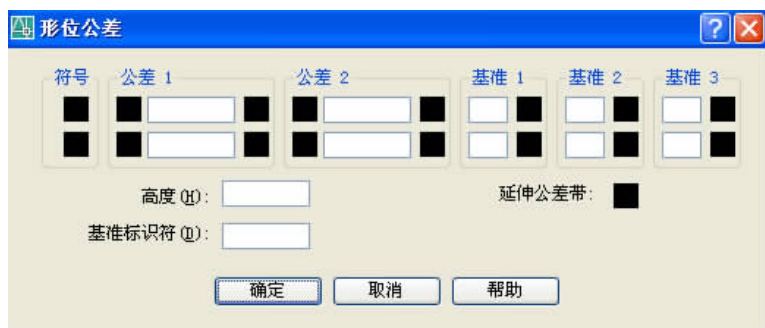 形位公差
符号 公差 1 公差 2 基准 1 基准 2 基准 3
高度(H): 延伸公差带:
基准标识符(D):
确定 取消 帮助